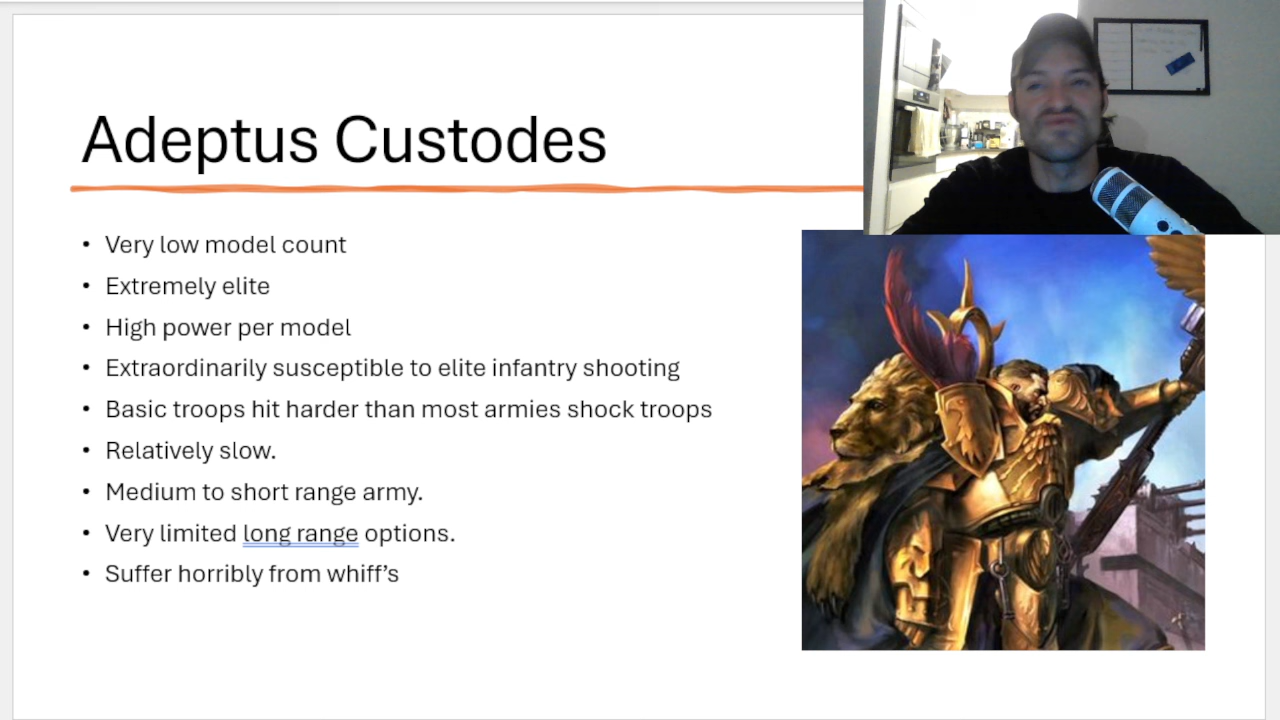 Adeptus Custodes
• Very low model count
• Extremely elite
• High power per model
• Extraordinarily susceptible to elite infantry shooting
• Basic troops hit harder than most armies shock troops
• Relatively slow.
• Medium to short range army.
• Very limited long range options.
• Suffer horribly from whiff's